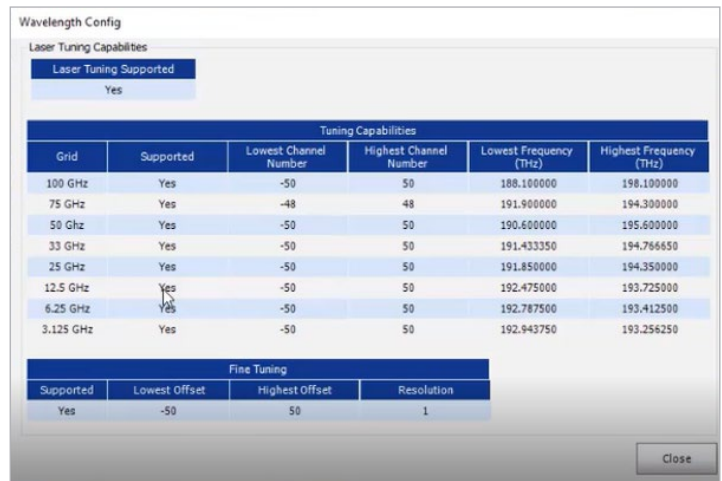 Wavelength Config
Laser Tuning Capabilities
Laser Tuning Supported
Yes
Tuning Capabilities
Grid Supported Lowest Channel Number Highest Channel Number Lowest Frequency (THz) Highest Frequency (THz)
100 GHz Yes -50 50 188.100000 198.100000
75 GHz Yes -48 48 191.900000 194.300000
50 Ghz Yes -50 50 190.600000 195.600000
33 GHz Yes -50 50 191.433350 194.766650
25 GHz Yes -50 50 191.850000 194.350000
12.5 GHz Yes -50 50 192.475000 193.725000
6.25 GHz Yes -50 50 192.787500 193.412500
3.125 GHz Yes -50 50 192.943750 193.256250
Fine Tuning
Supported Lowest Offset Highest Offset Resolution
Yes -50 50 1
Close